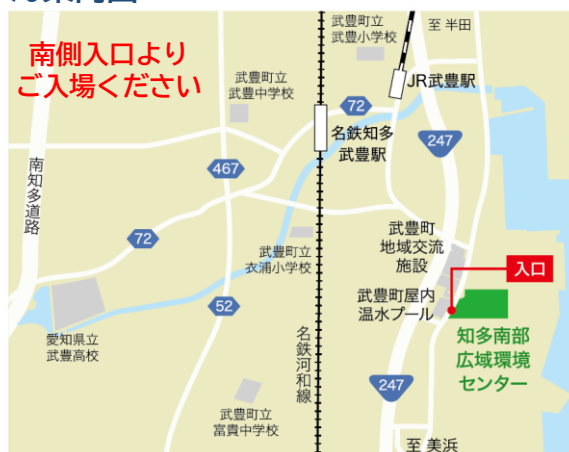 南側入口より
ご入場ください
武豊町立
武豊小学校
至 半田
武豊町立
武豊中学校
JR武豊駅
72
名鉄知多
武豊駅
247
467
南知多道路
72
武豊町
地域交流
施設
武豊町立
衣浦小学校
入口
武豊町屋内
温水プール
52
愛知県立
武豊高校
名鉄河和線
知多南部
広域環境
センター
247
武豊町立
富貴中学校
至 美浜